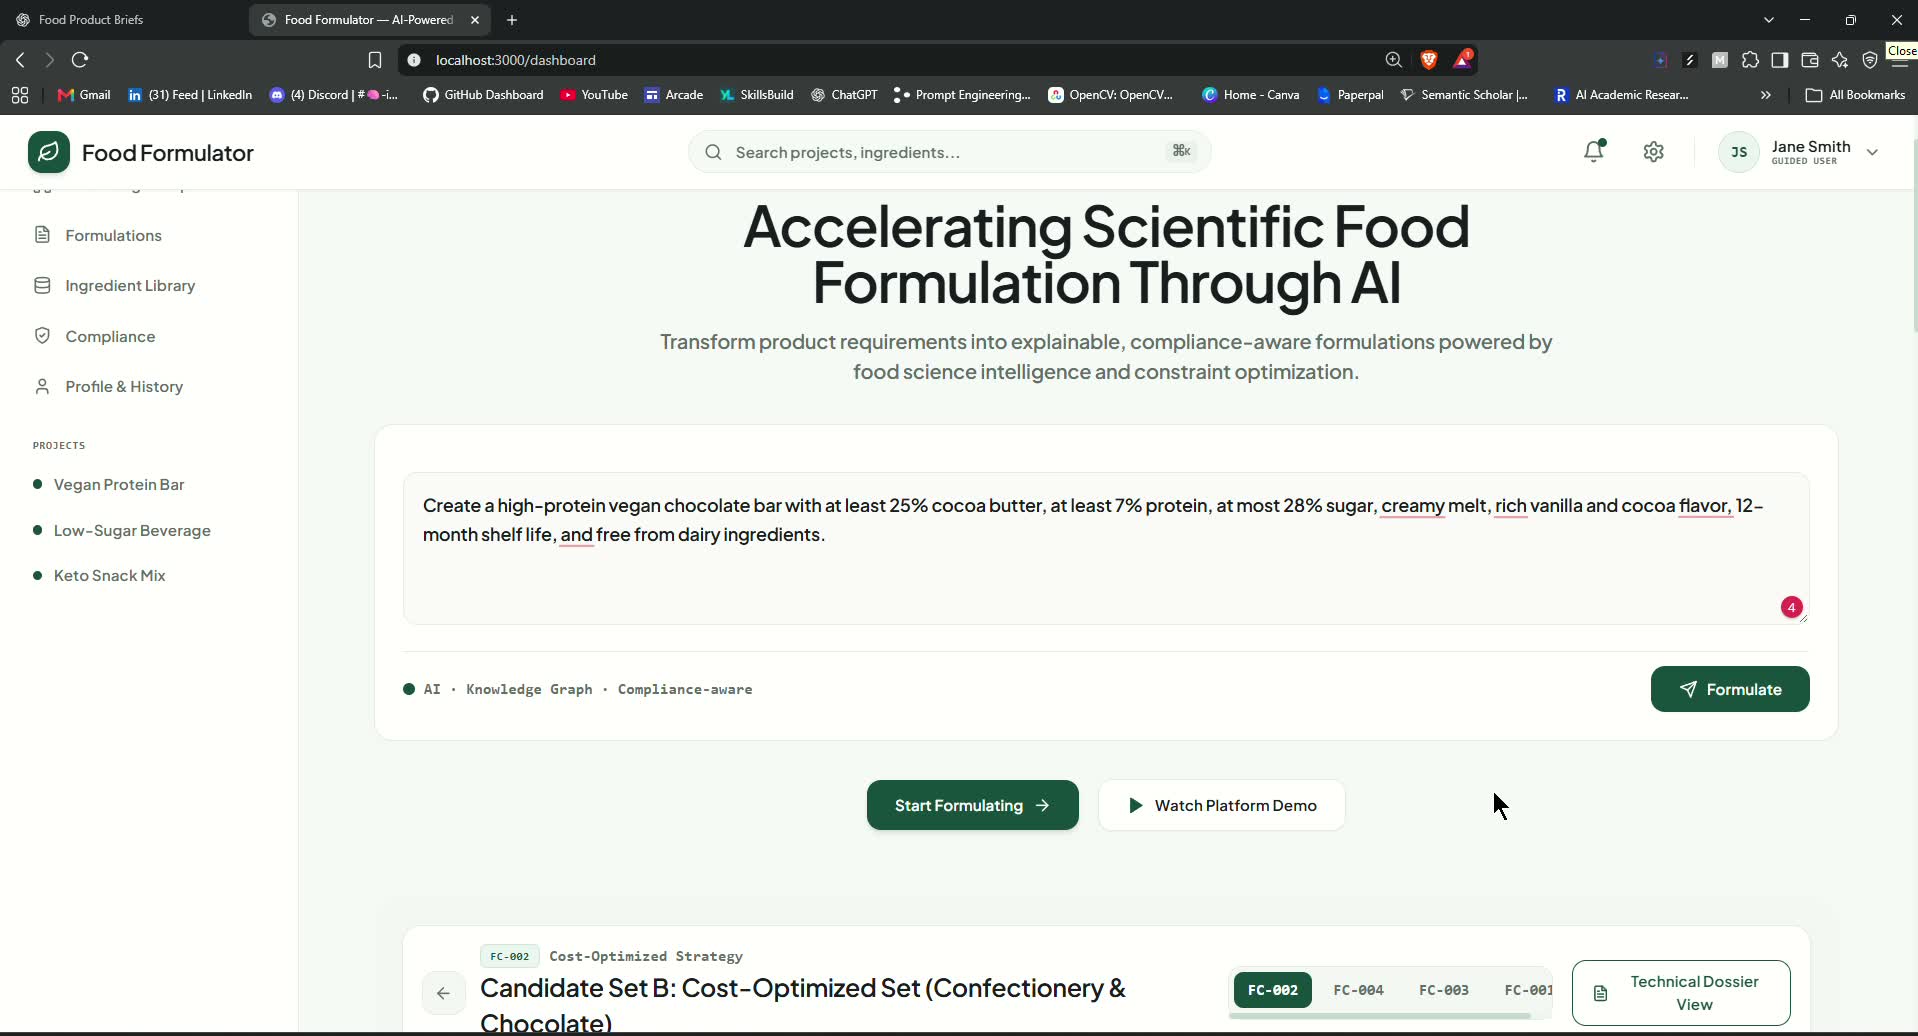 Food Product Briefs
Food Formulator — AI-Powered
localhost:3000/dashboard
1
Close
Gmail
(31) Feed | LinkedIn
(4) Discord | #🧠-i...
GitHub Dashboard
YouTube
Arcade
SkillsBuild
ChatGPT
Prompt Engineering...
OpenCV: OpenCV...
Home - Canva
Paperpal
Semantic Scholar |...
AI Academic Resear...
All Bookmarks
Food Formulator
Search projects, ingredients...
⌘K
JS
Jane Smith
GUIDED USER
Formulations
Ingredient Library
Compliance
Profile & History
PROJECTS
Vegan Protein Bar
Low-Sugar Beverage
Keto Snack Mix
Accelerating Scientific Food
Formulation Through AI
Transform product requirements into explainable, compliance-aware formulations powered by
food science intelligence and constraint optimization.
Create a high-protein vegan chocolate bar with at least 25% cocoa butter, at least 7% protein, at most 28% sugar, creamy melt, rich vanilla and cocoa flavor, 12-
month shelf life, and free from dairy ingredients.
4
AI · Knowledge Graph · Compliance-aware
Formulate
Start Formulating →
Watch Platform Demo
FC-002 Cost-Optimized Strategy
Candidate Set B: Cost-Optimized Set (Confectionery &
Chocolate)
FC-002
FC-004
FC-003
FC-001
Technical Dossier
View